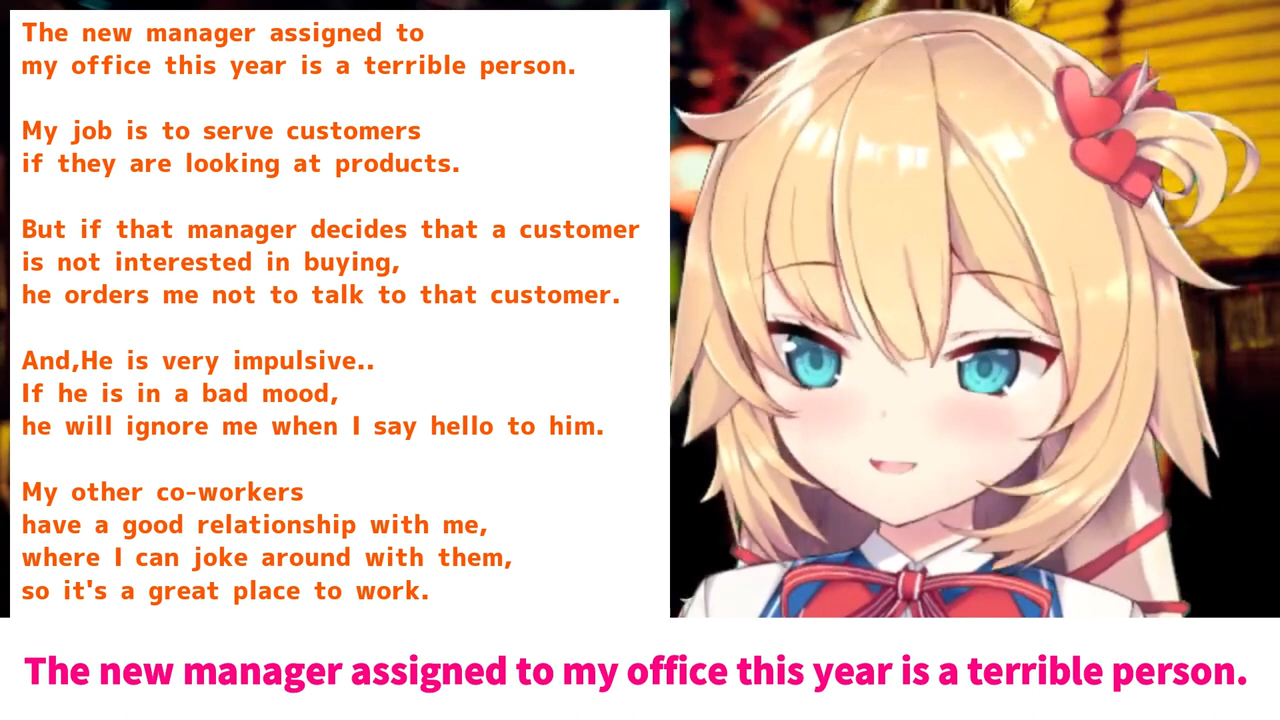 The new manager assigned to
my office this year is a terrible person.
My job is to serve customers
if they are looking at products.
But if that manager decides that a customer
is not interested in buying,
he orders me not to talk to that customer.
And,He is very impulsive..
If he is in a bad mood,
he will ignore me when I say hello to him.
My other co-workers
have a good relationship with me,
where I can joke around with them,
so it's a great place to work.
The new manager assigned to my office this year is a terrible person.